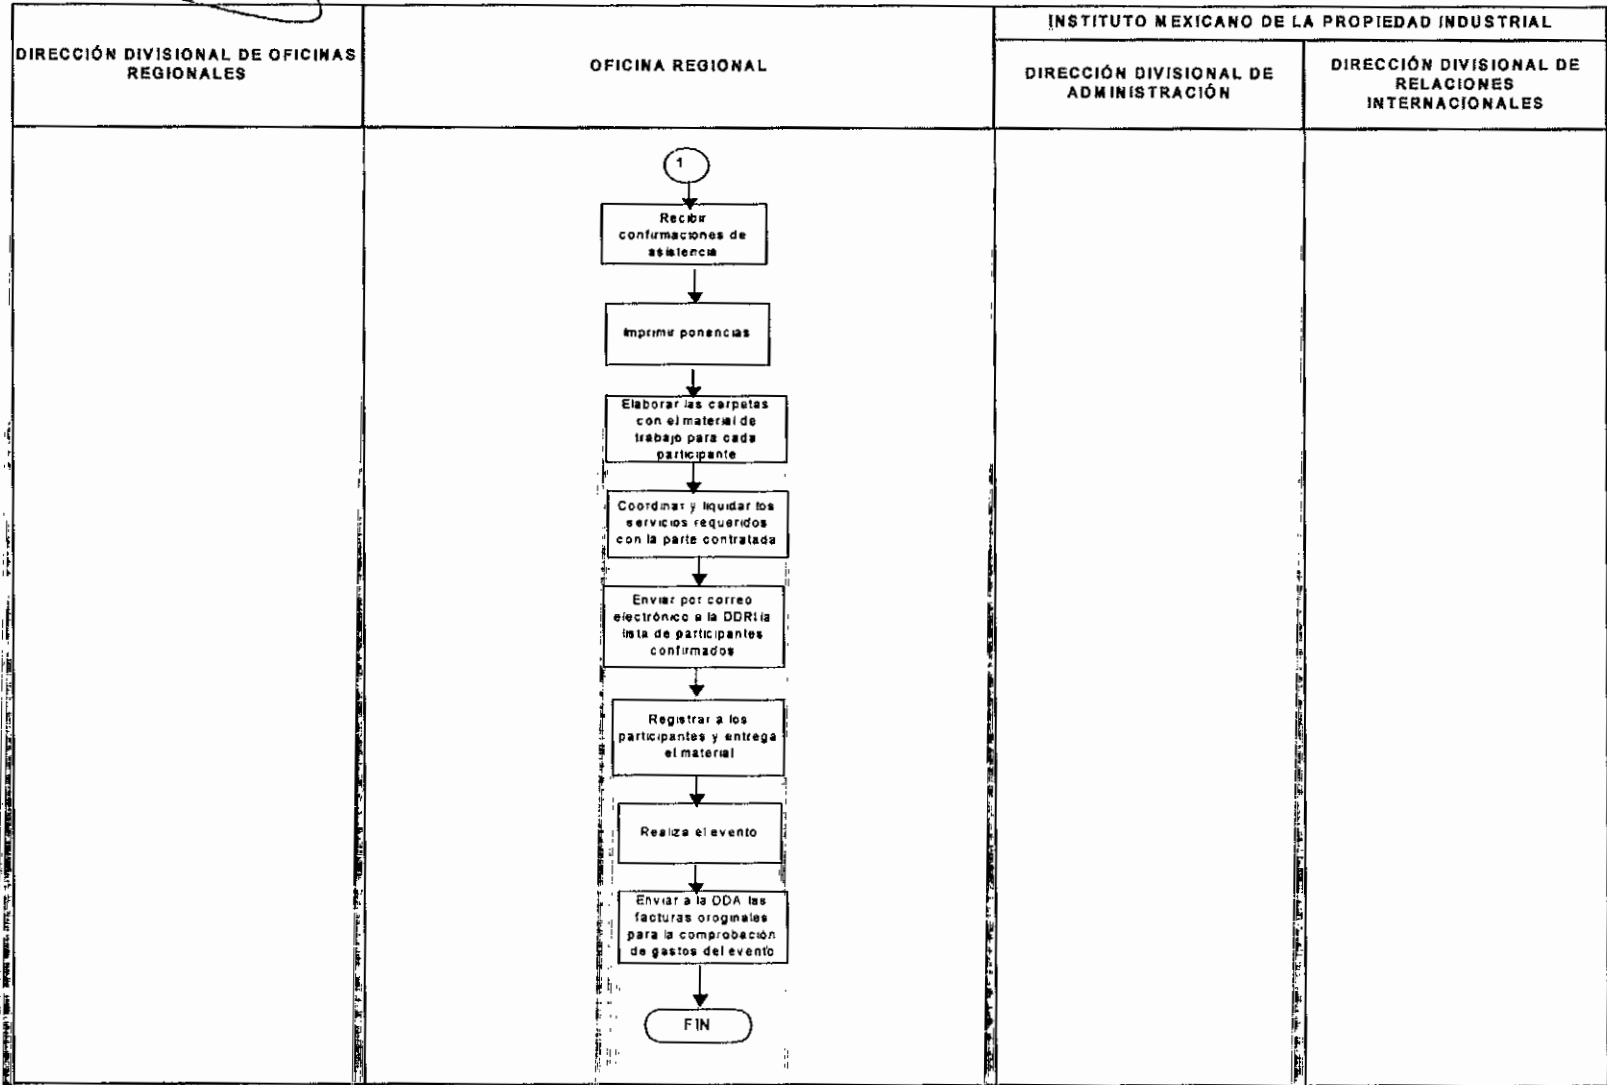 INSTITUTO MEXICANO DE LA PROPIEDAD INDUSTRIAL
DIRECCIÓN DIVISIONAL DE OFICINAS
REGIONALES
OFICINA REGIONAL
DIRECCIÓN DIVISIONAL DE
ADMINISTRACIÓN
DIRECCIÓN DIVISIONAL DE
RELACIONES
INTERNACIONALES
1
Recibir
confirmaciones de
asistencia
Imprimir ponencias
Elaborar las carpetas
con el material de
trabajo para cada
participante
Coordinar y liquidar los
servicios requeridos
con la parte contratada
Enviar por correo
electrónico a la DDRI la
lista de participantes
confirmados
Registrar a los
participantes y entrega
el material
Realiza el evento
Enviar a la DDA las
facturas oroginales
para la comprobación
de gastos del evento
FIN